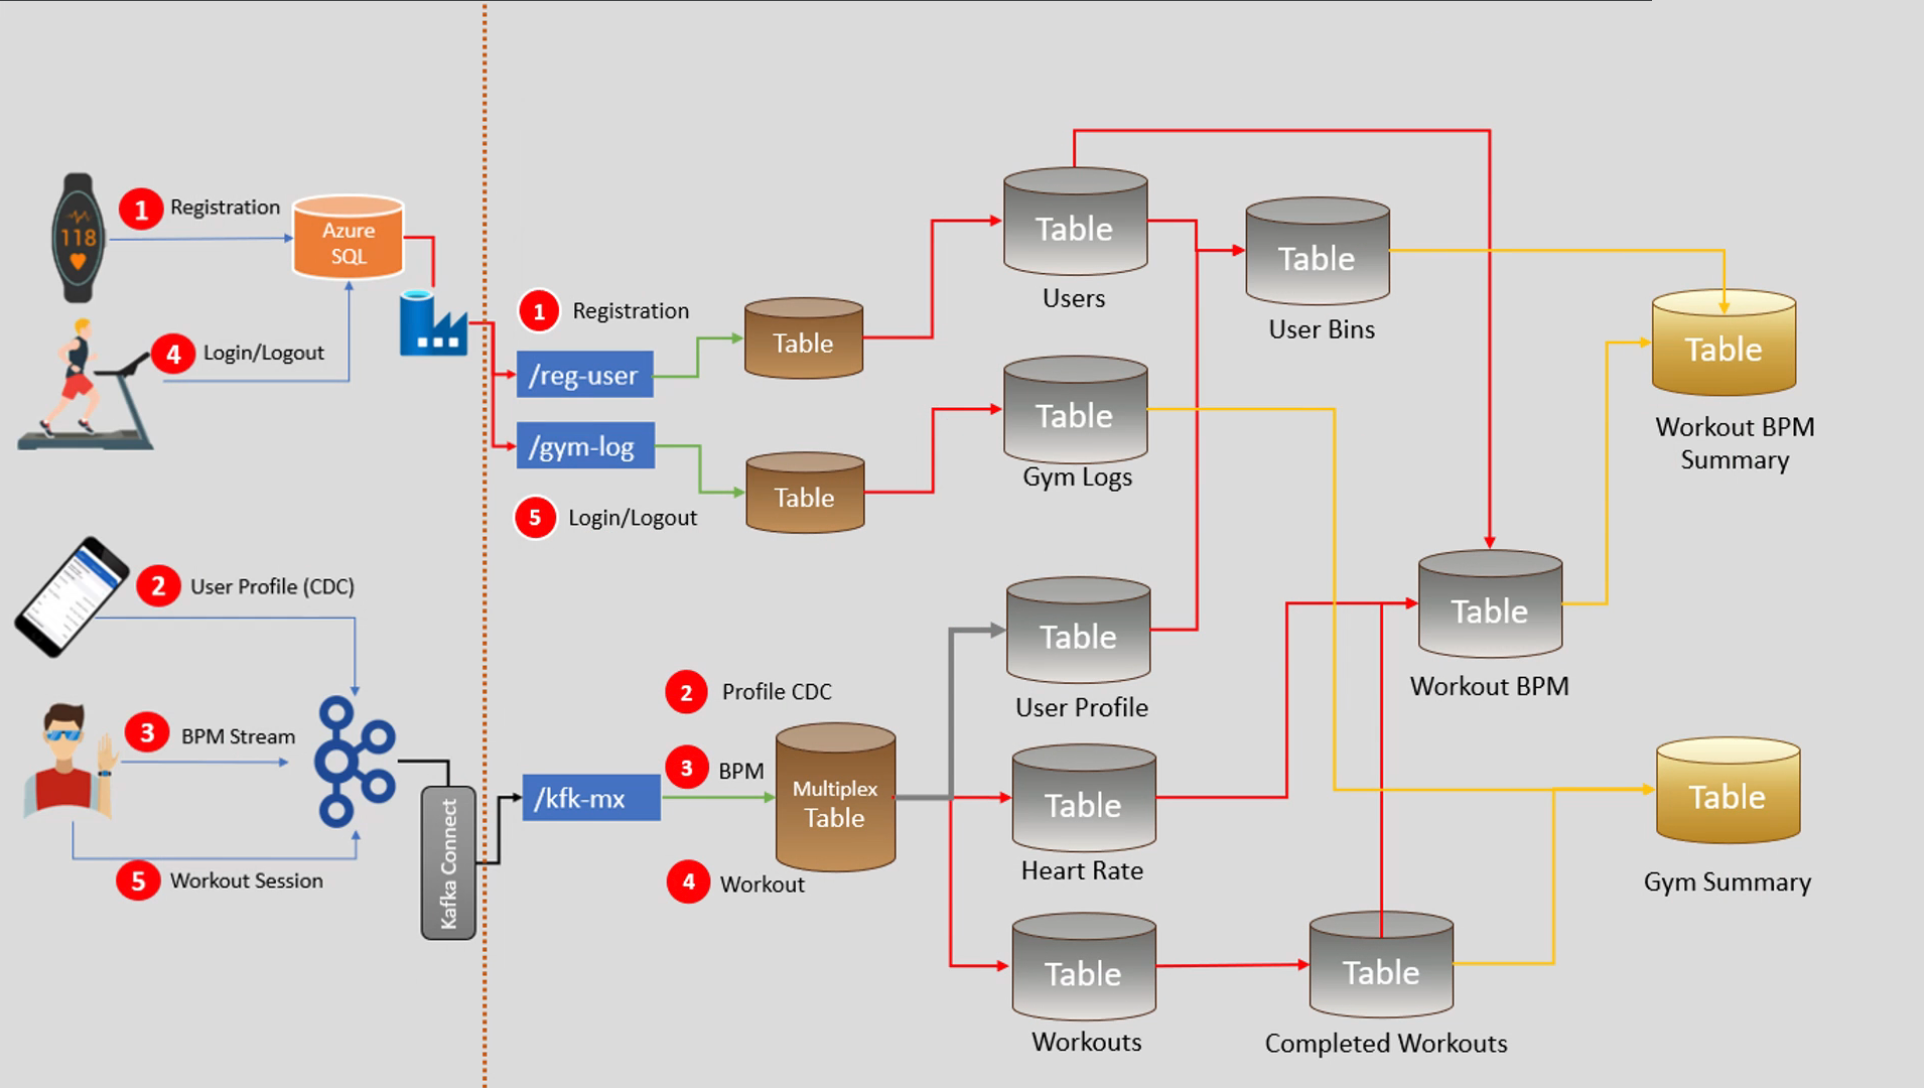 118
1
Registration
Azure
SQL
4
Login/Logout
2
User Profile (CDC)
3
BPM Stream
5
Workout Session
Kafka Connect
1
Registration
/reg-user
/gym-log
5
Login/Logout
Table
Table
2
Profile CDC
/kfk-mx
3
BPM
Multiplex
Table
4
Workout
Table
Users
Table
User Bins
Table
Gym Logs
Table
User Profile
Table
Heart Rate
Table
Workouts
Table
Completed Workouts
Table
Workout BPM
Table
Workout BPM
Summary
Table
Gym Summary